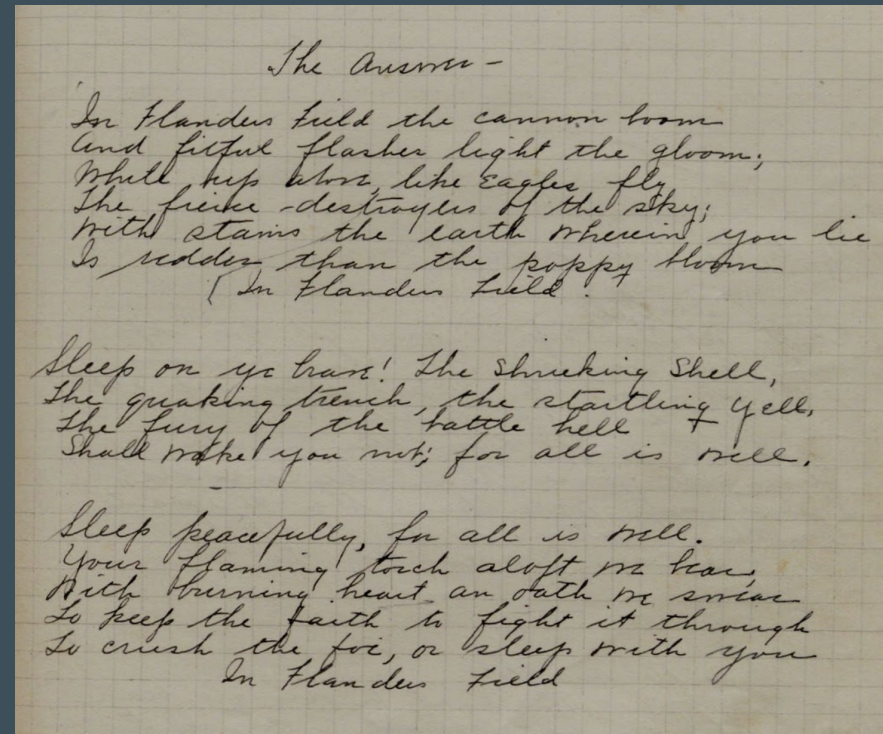 The Answer -
In Flanders Field the cannon boom
And fitful flashes light the gloom;
While up above, like Eagles fly,
The fierce - destroyers of the sky;
With stains the earth wherein you lie
Is redder than the poppy bloom
In Flanders Field.
Sleep on ye brave! The Shrieking Shell,
The quaking trench, the startling yell,
The fury of the battle hell
Shall wake you not; for all is well.
Sleep peacefully, for all is well.
Your flaming torch aloft we bear,
With burning heart an oath we swear
To keep the faith to fight it through
To crush the foe, or sleep with you
In Flanders Field